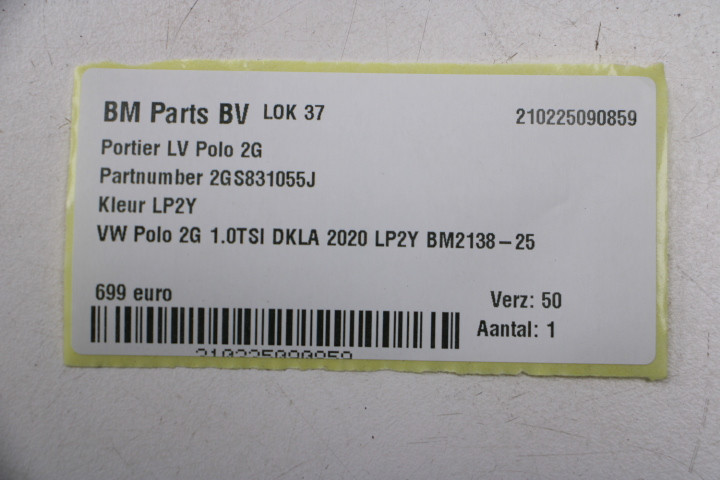 BM Parts BV LOK 37 210225090859
Portier LV Polo 2G
Partnumber 2GS831055J
Kleur LP2Y
VW Polo 2G 1.0TSI DKLA 2020 LP2Y BM2138-25
699 euro Verz: 50
Aantal: 1
210225090859